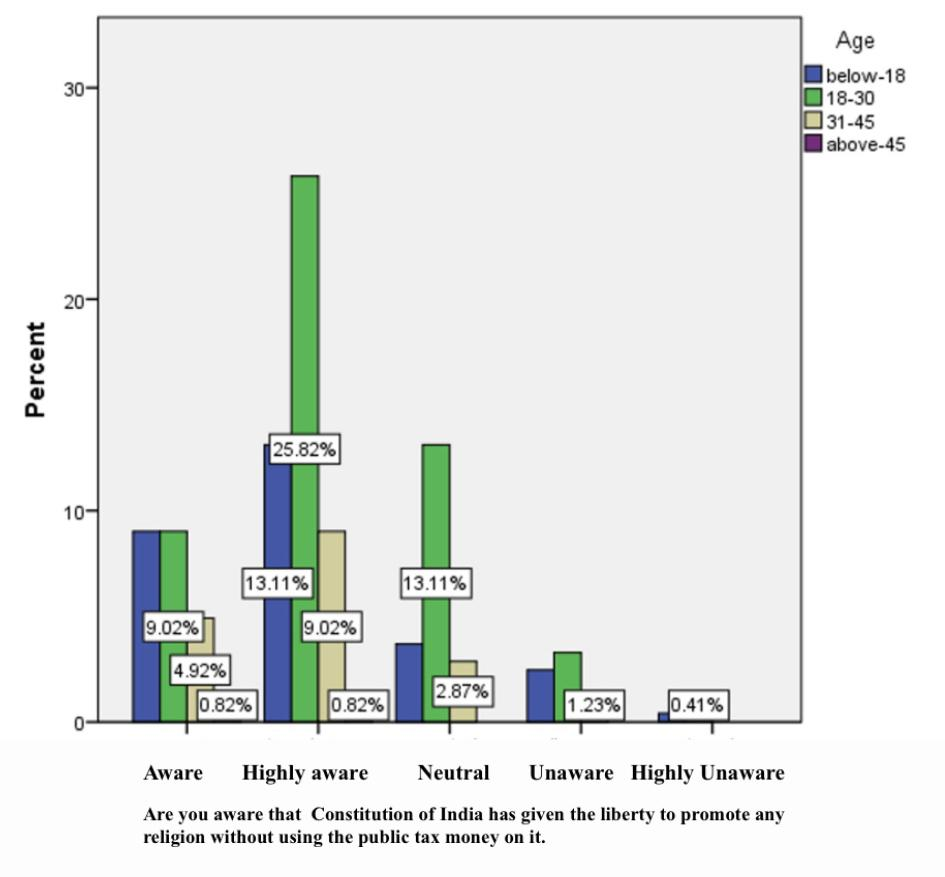 Age
below-18
18-30
31-45
above-45
30
20
10
0
Percent
25.82%
13.11%
13.11%
9.02%
9.02%
4.92%
2.87%
0.82%
0.82%
1.23%
0.41%
Aware Highly aware Neutral Unaware Highly Unaware
Are you aware that Constitution of India has given the liberty to promote any
religion without using the public tax money on it.